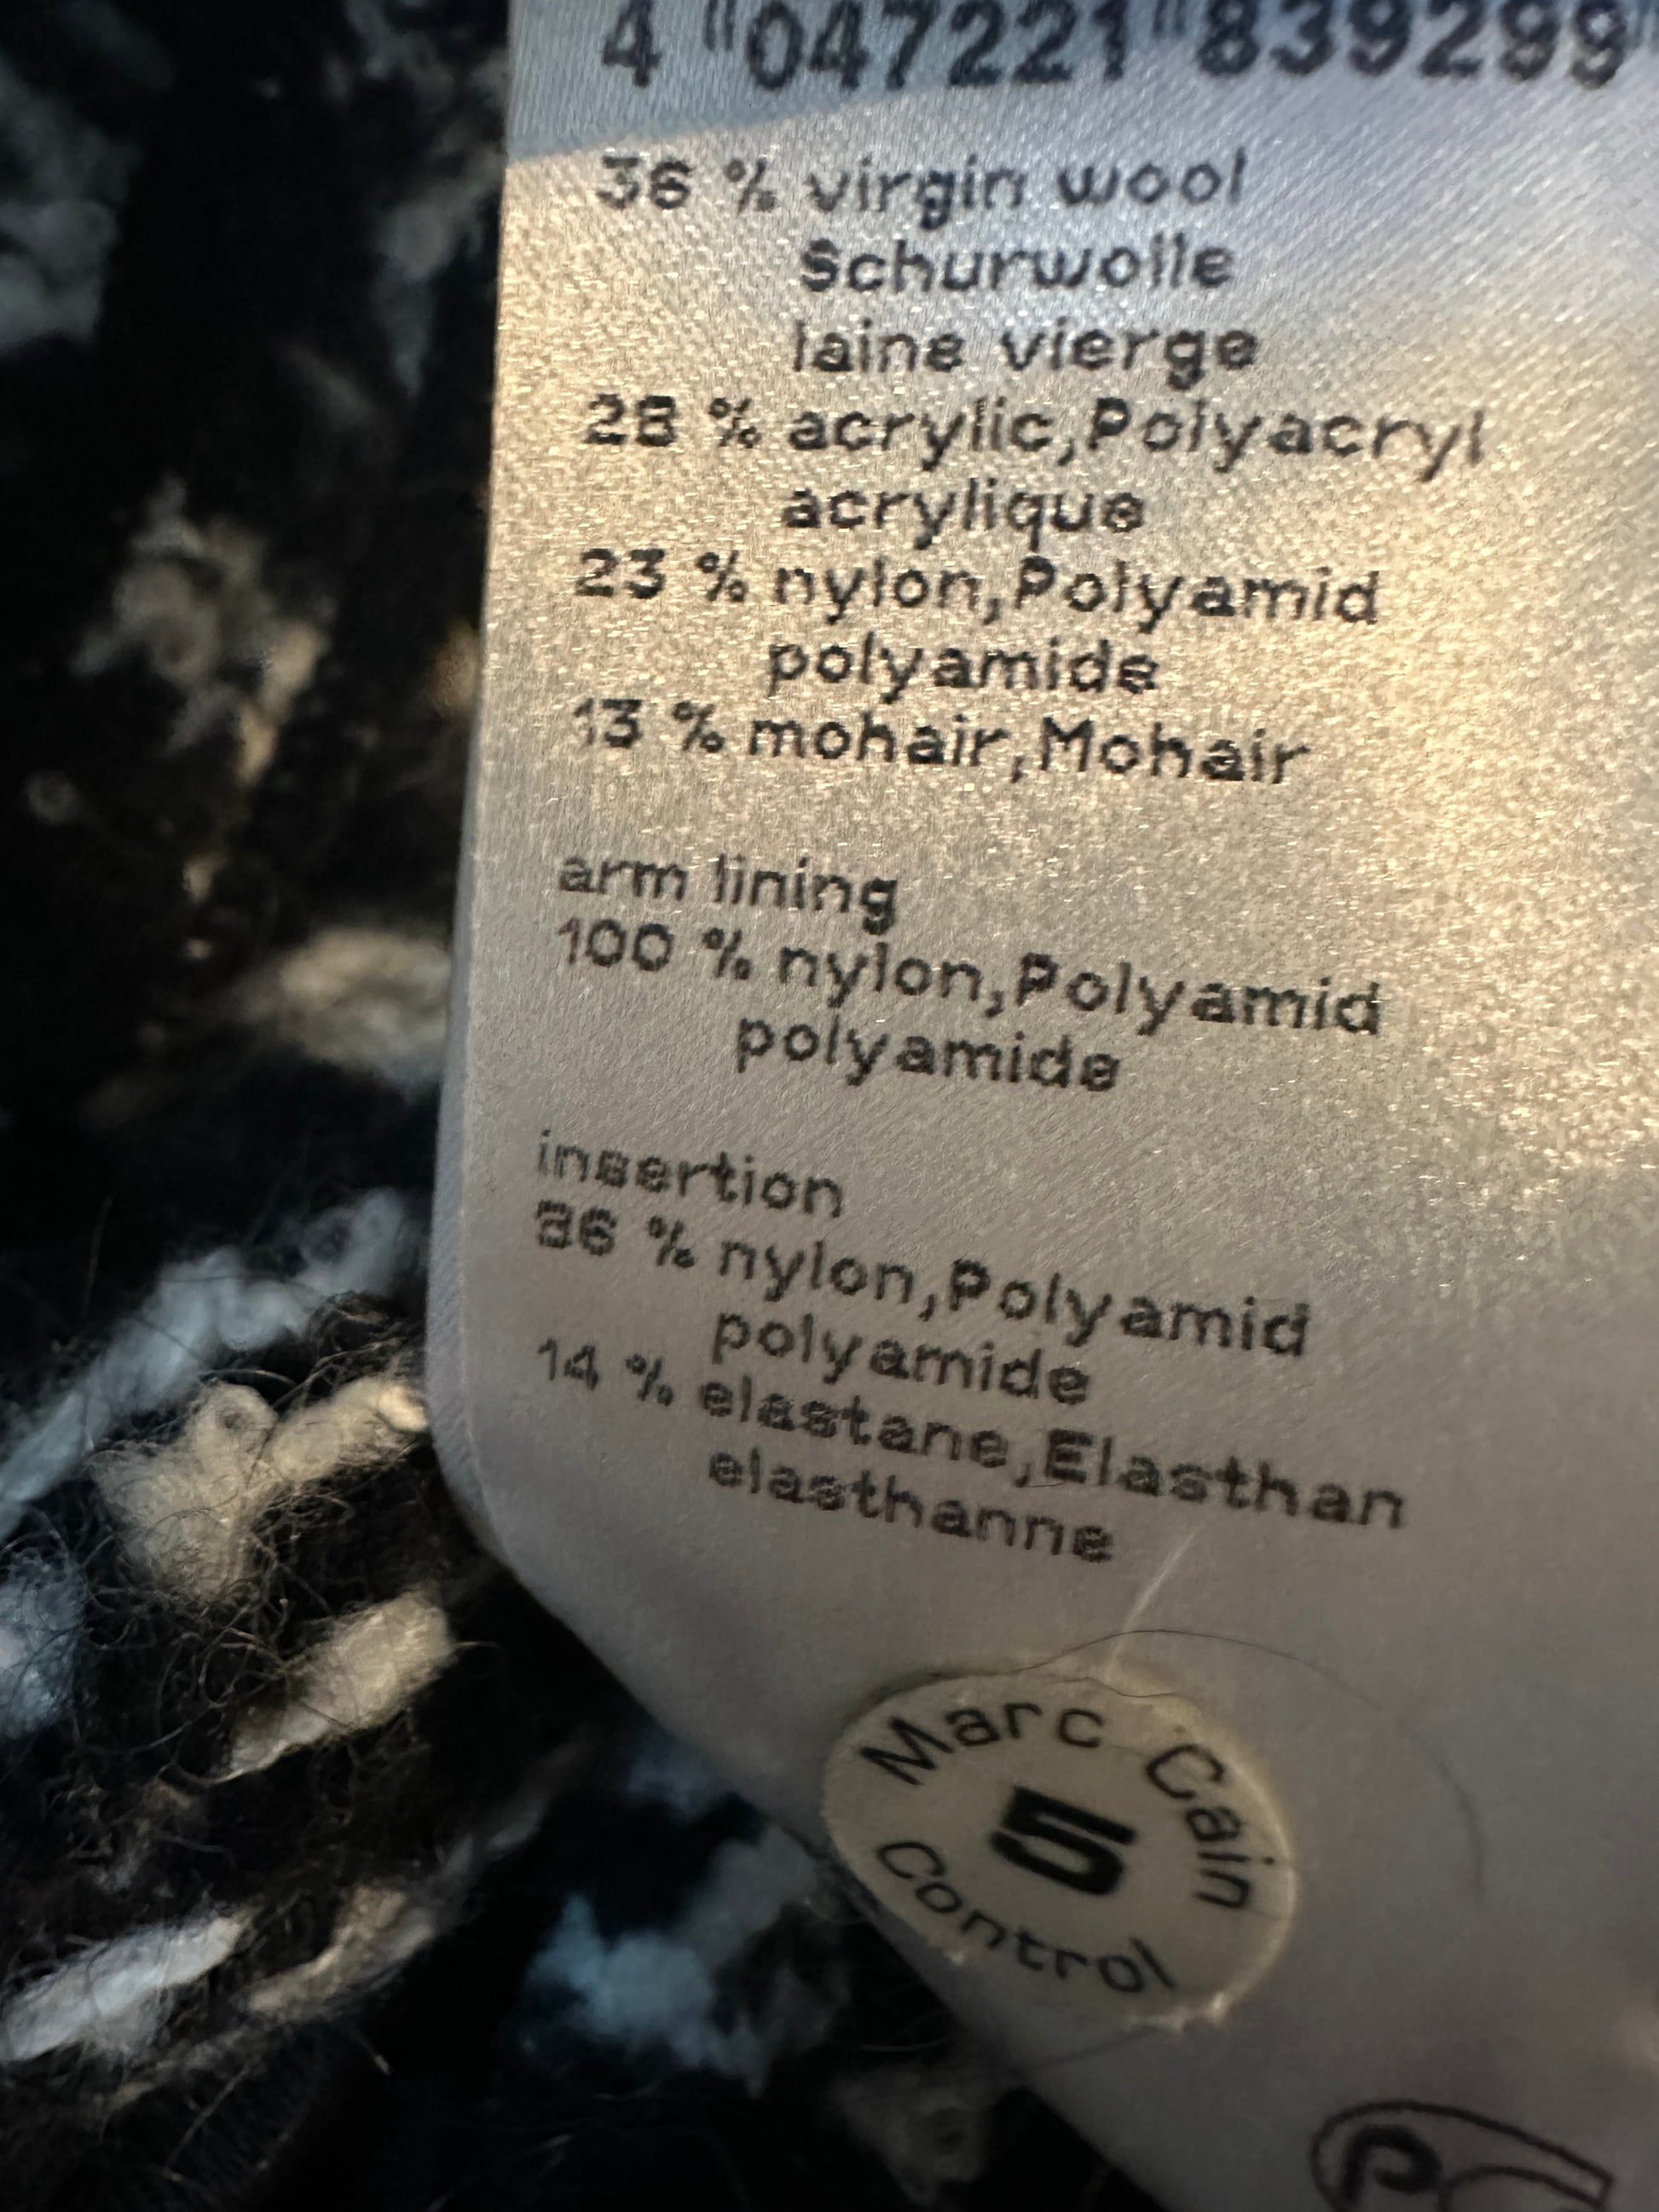 4 047221 839299
36 % virgin wool
Schurwolle
laine vierge
28 % acrylic,Polyacryl
acrylique
23 % nylon,Polyamid
polyamide
13 % mohair,Mohair
arm lining
100 % nylon,Polyamid
polyamide
insertion
86 % nylon,Polyamid
polyamide
14 % elastane,Elasthan
elasthanne
Marc Cain
5
Control
P